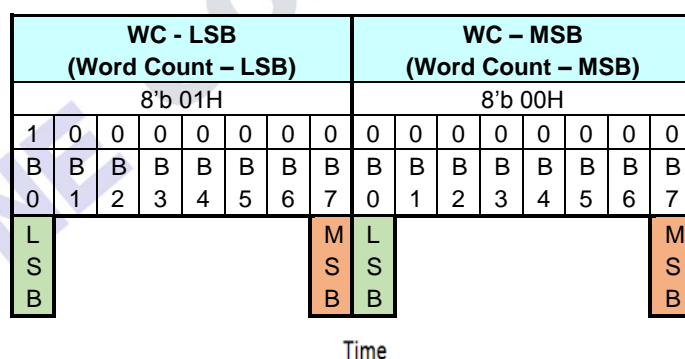 WC - LSB
(Word Count – LSB)
WC – MSB
(Word Count – MSB)
8'b 01H
8'b 00H
1 0 0 0 0 0 0 0 0 0 0 0 0 0 0 0
B B B B B B B B B B B B B B B B
0 1 2 3 4 5 6 7 0 1 2 3 4 5 6 7
L M L M
S S S S
B B B B
Time